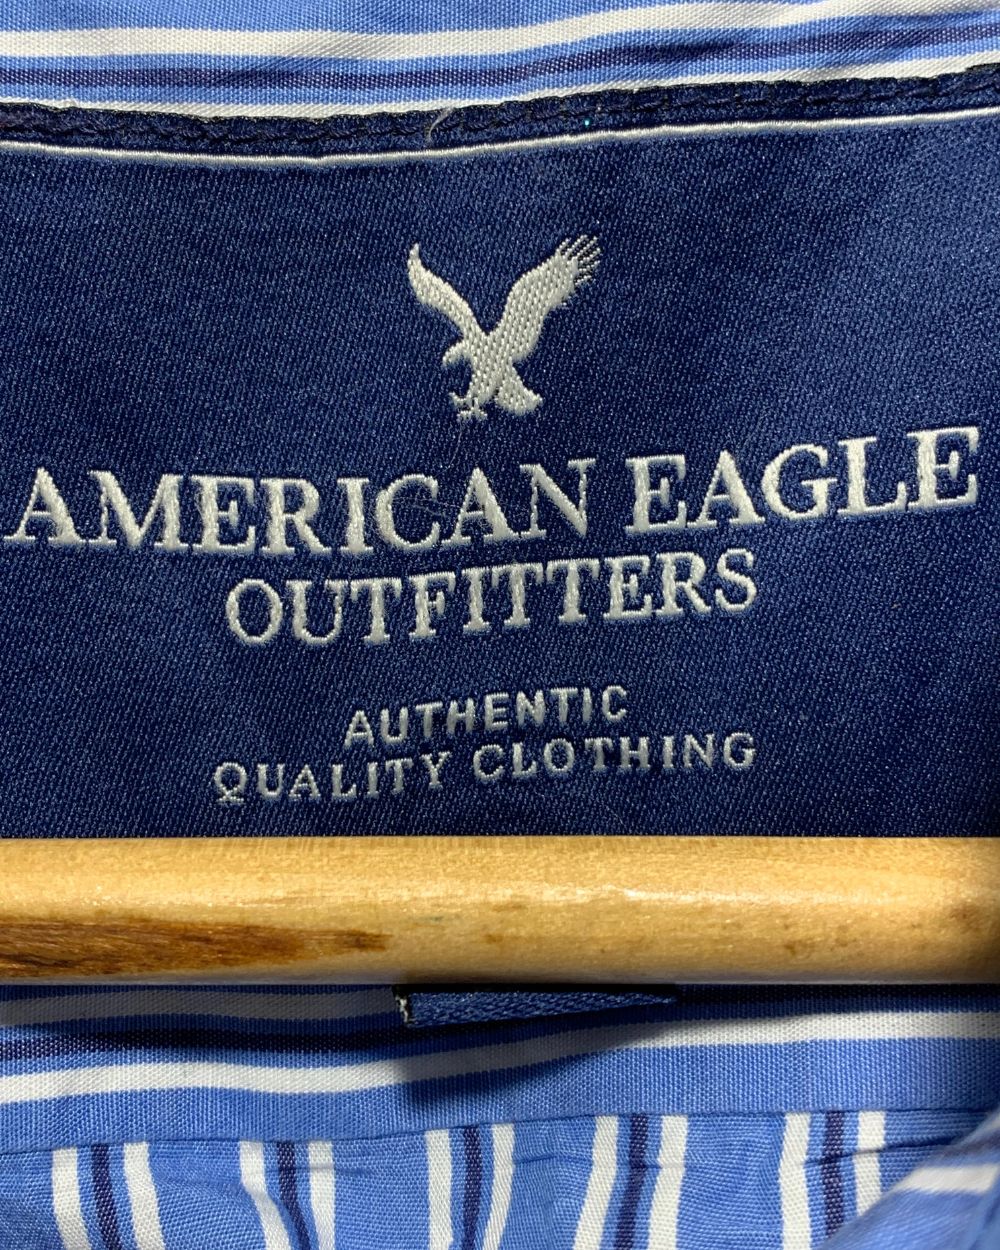 AMERICAN EAGLE
OUTFITTERS
AUTHENTIC
QUALITY CLOTHING